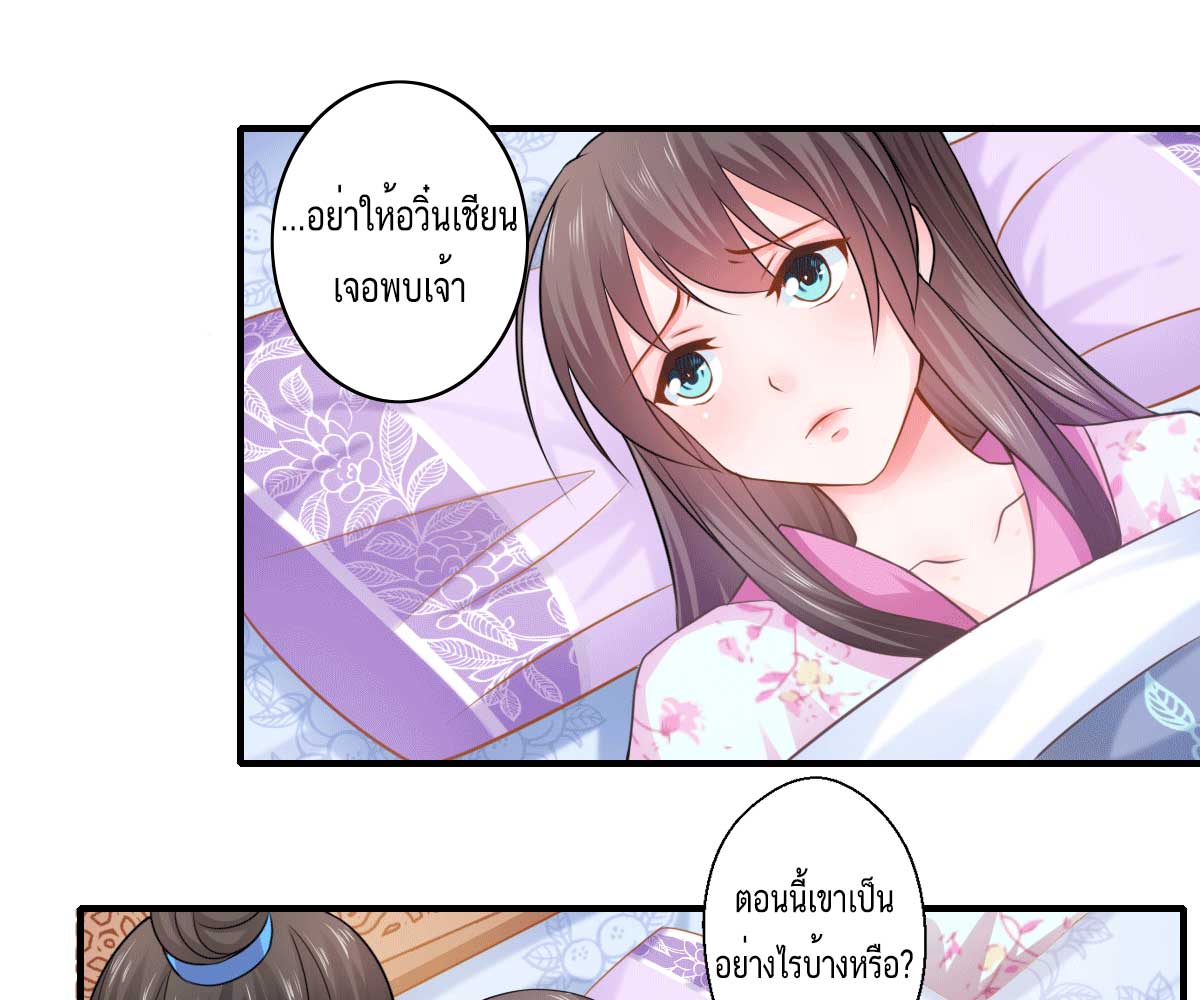 ...อย่าให้อวิ๋นเซียน
เจอพบเจ้า
ตอนนี้เขาเป็น
อย่างไรบ้างหรือ?